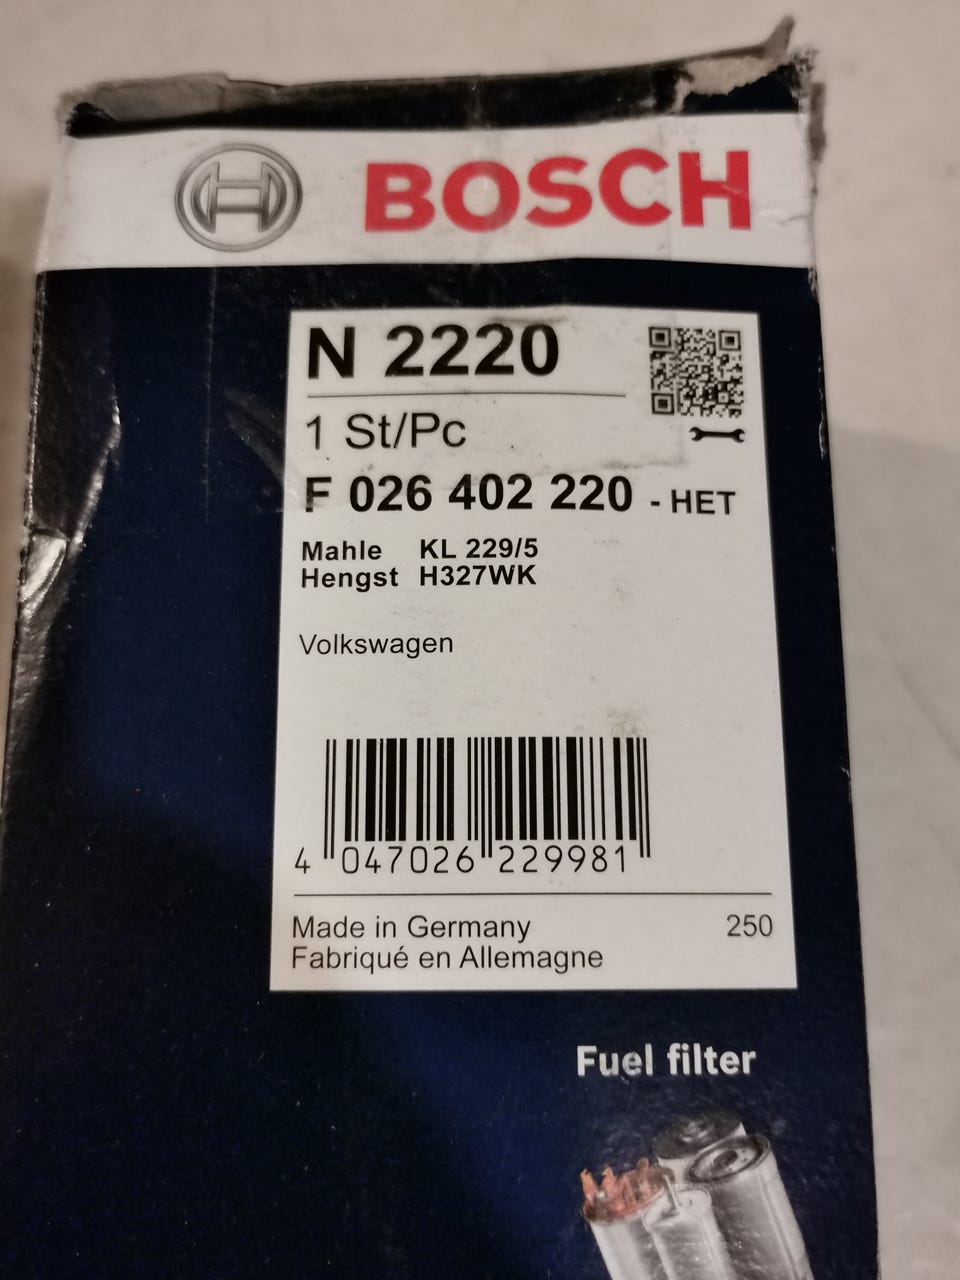 BOSCH
N 2220
1 St/Pc
F 026 402 220 - HET
Mahle KL 229/5
Hengst H327WK
Volkswagen
4 047026 229981
Made in Germany 250
Fabriqué en Allemagne
Fuel filter